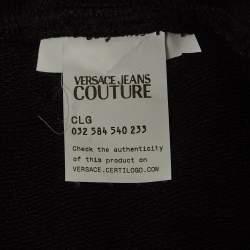 VERSACE JEANS
COUTURE
CLG
032 584 540 233
Check the authenticity
of this product on
VERSACE.CERTILOGO.COM